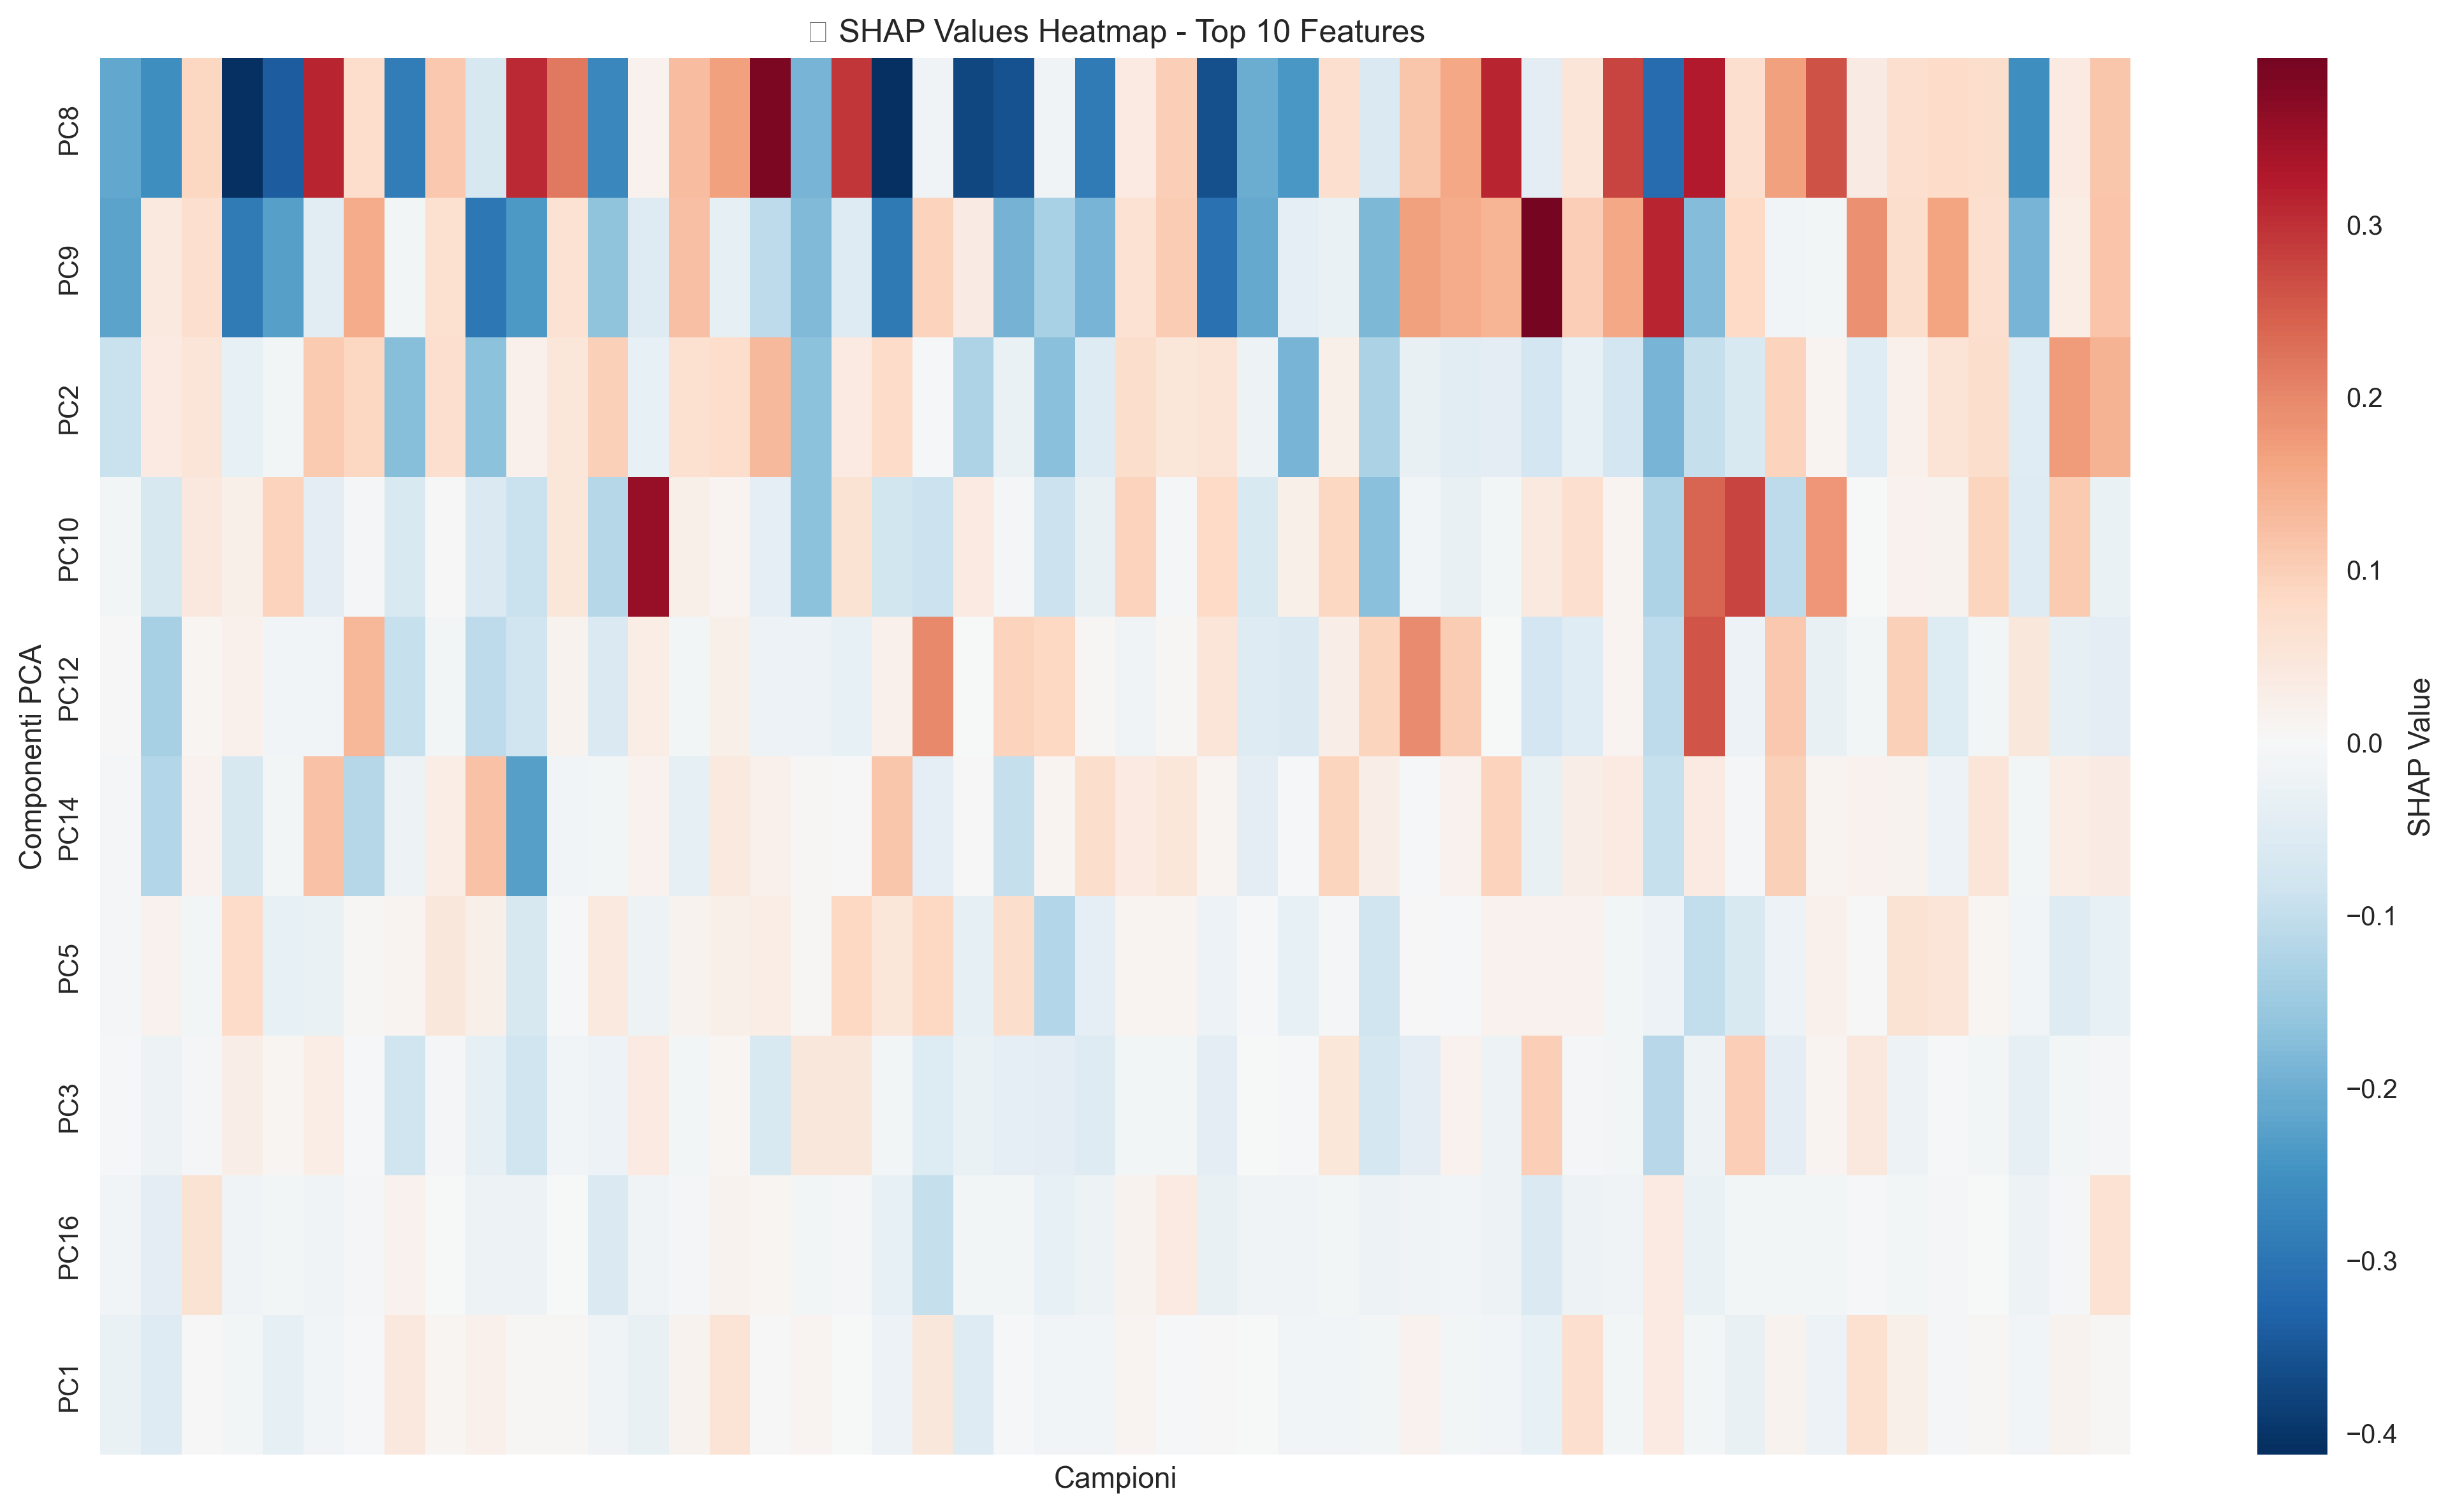 SHAP Values Heatmap - Top 10 Features
Componenti PCA
PC8
PC9
PC2
PC10
PC12
PC14
PC5
PC3
PC16
PC1
Campioni
0.3
0.2
0.1
0.0
−0.1
−0.2
−0.3
−0.4
SHAP Value